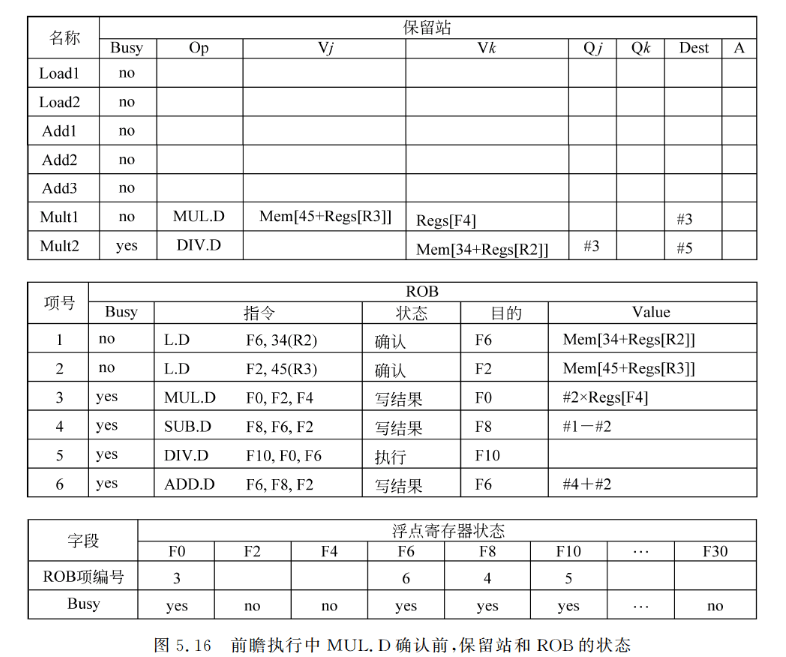 名称 保留站
Busy Op Vj Vk Qj Qk Dest A
Load1 no
Load2 no
Add1 no
Add2 no
Add3 no
Mult1 no MUL.D Mem[45+Regs[R3]] Regs[F4] #3
Mult2 yes DIV.D Mem[34+Regs[R2]] #3 #5
项号 ROB
Busy 指令 状态 目的 Value
1 no L.D F6, 34(R2) 确认 F6 Mem[34+Regs[R2]]
2 no L.D F2, 45(R3) 确认 F2 Mem[45+Regs[R3]]
3 yes MUL.D F0, F2, F4 写结果 F0 #2×Regs[F4]
4 yes SUB.D F8, F6, F2 写结果 F8 #1−#2
5 yes DIV.D F10, F0, F6 执行 F10
6 yes ADD.D F6, F8, F2 写结果 F6 #4+#2
字段 浮点寄存器状态
F0 F2 F4 F6 F8 F10 … F30
ROB项编号 3 6 4 5
Busy yes no no yes yes yes … no
图 5.16 前瞻执行中 MUL.D 确认前,保留站和 ROB 的状态